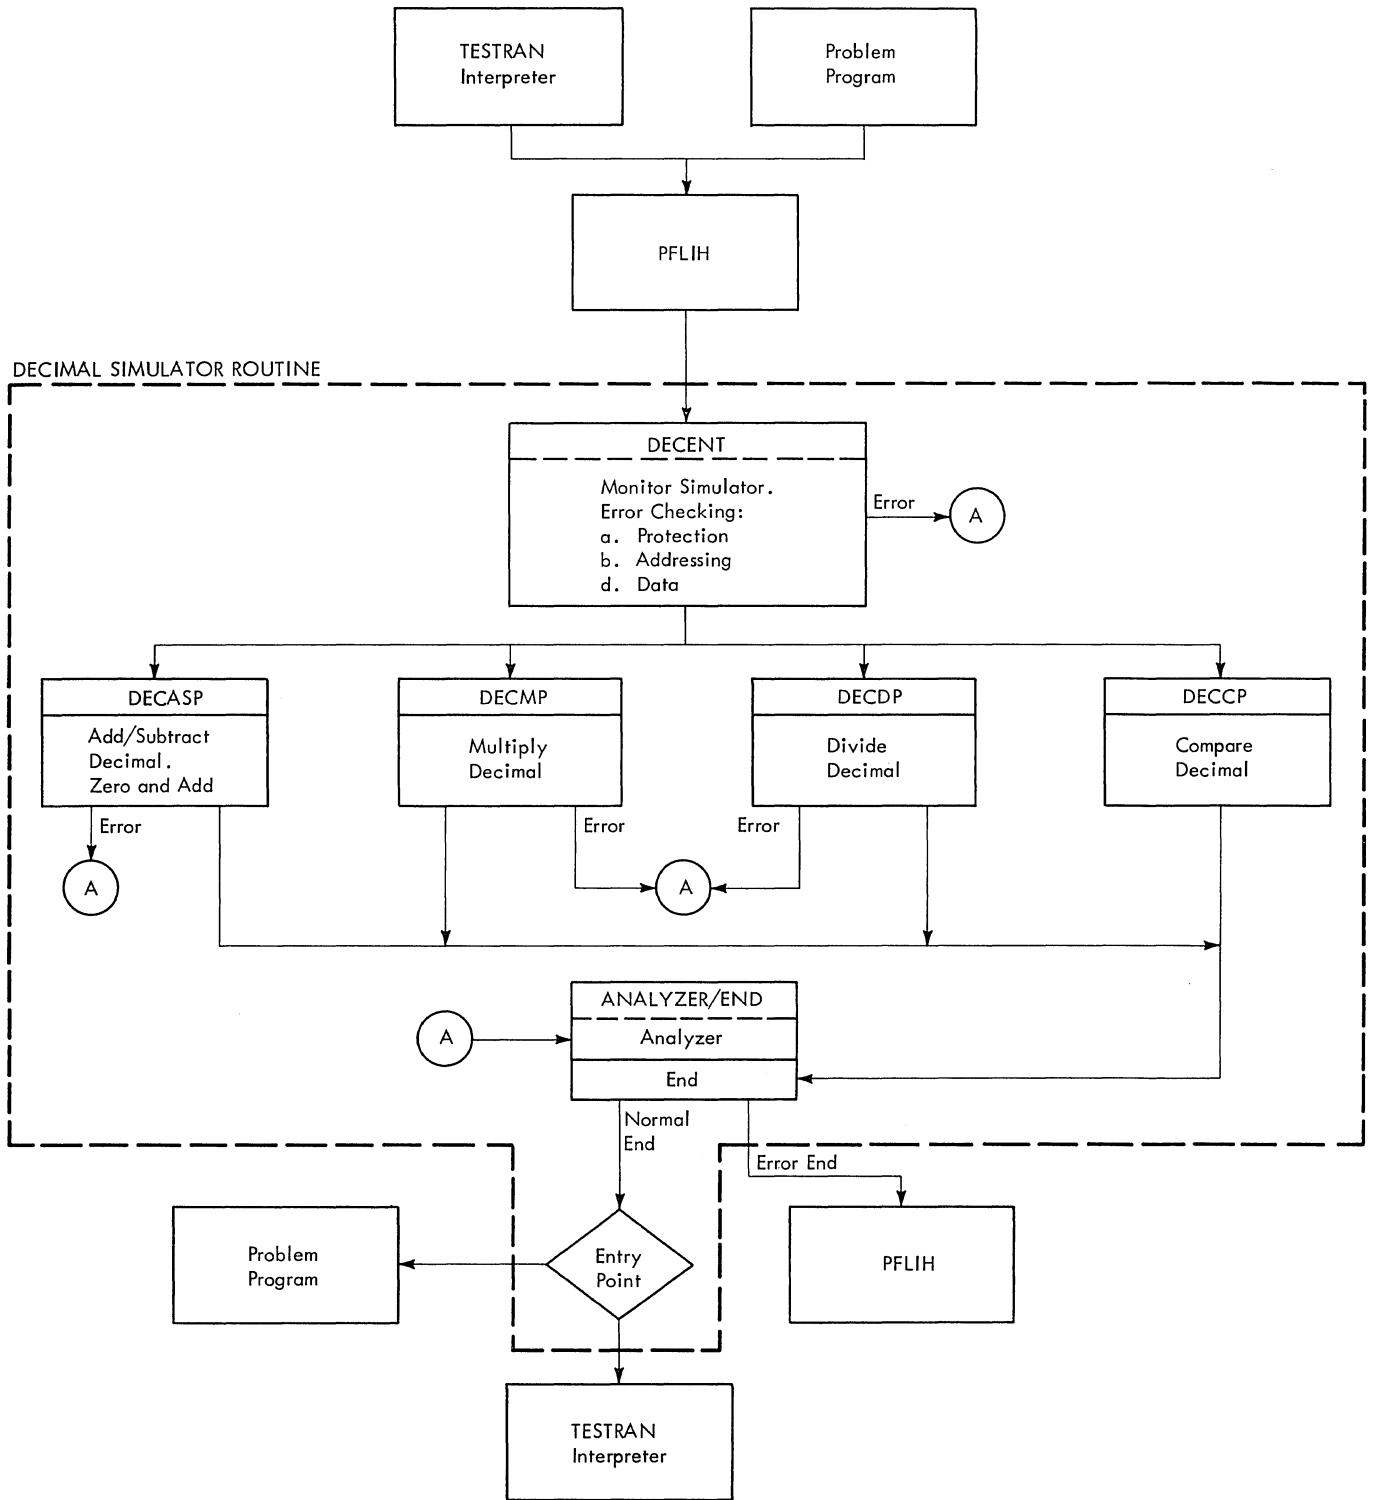 TESTRAN
Interpreter
Problem
Program
PFLIH
DECIMAL SIMULATOR ROUTINE
DECENT
Monitor Simulator.
Error Checking:
a. Protection
b. Addressing
d. Data
Error
A
DECASP
Add/Subtract
Decimal.
Zero and Add
DECMP
Multiply
Decimal
DECDP
Divide
Decimal
DECCP
Compare
Decimal
Error
Error
Error
A
A
ANALYZER/END
Analyzer
End
A
Normal
End
Error End
Problem
Program
Entry
Point
PFLIH
TESTRAN
Interpreter